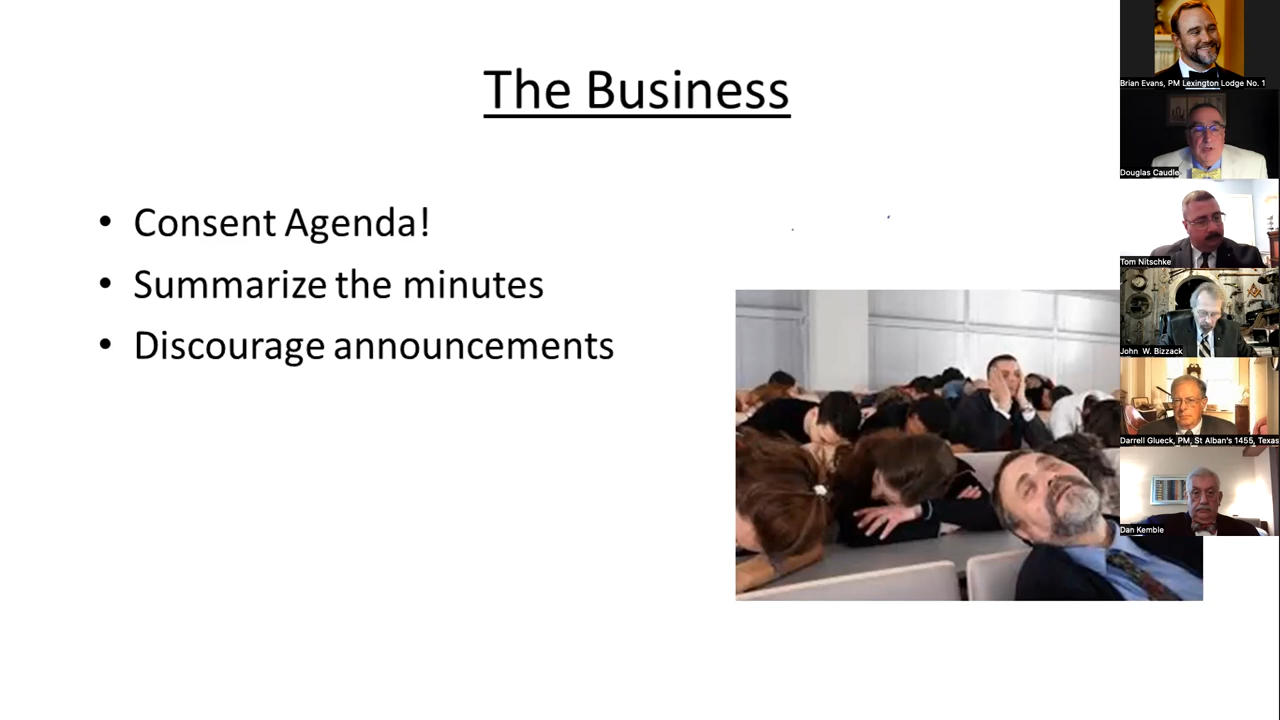 The Business
• Consent Agenda!
• Summarize the minutes
• Discourage announcements
Brian Evans, PM Lexington Lodge No. 1
Douglas Caudle
Tom Nitschke
John W. Bizzack
Darrell Glueck, PM, St Alban's 1455, Texas
Dan Kemble